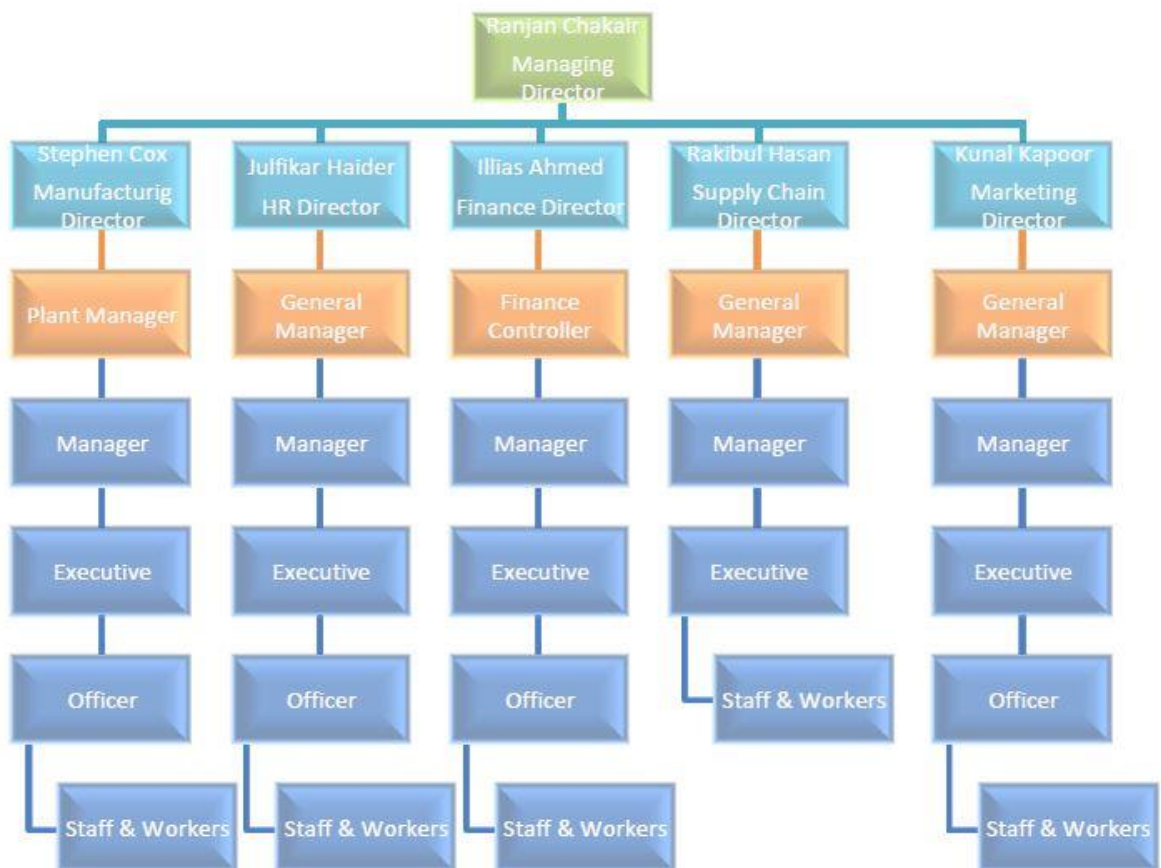 Ranjan Chakair
Managing
Director
Stephen Cox
Manufacturig
Director
Julfikar Haider
HR Director
Illias Ahmed
Finance Director
Rakibul Hasan
Supply Chain
Director
Kunal Kapoor
Marketing
Director
Plant Manager
General
Manager
Finance
Controller
General
Manager
General
Manager
Manager
Manager
Manager
Manager
Manager
Executive
Executive
Executive
Executive
Executive
Officer
Officer
Officer
Staff & Workers
Officer
Staff & Workers
Staff & Workers
Staff & Workers
Staff & Workers